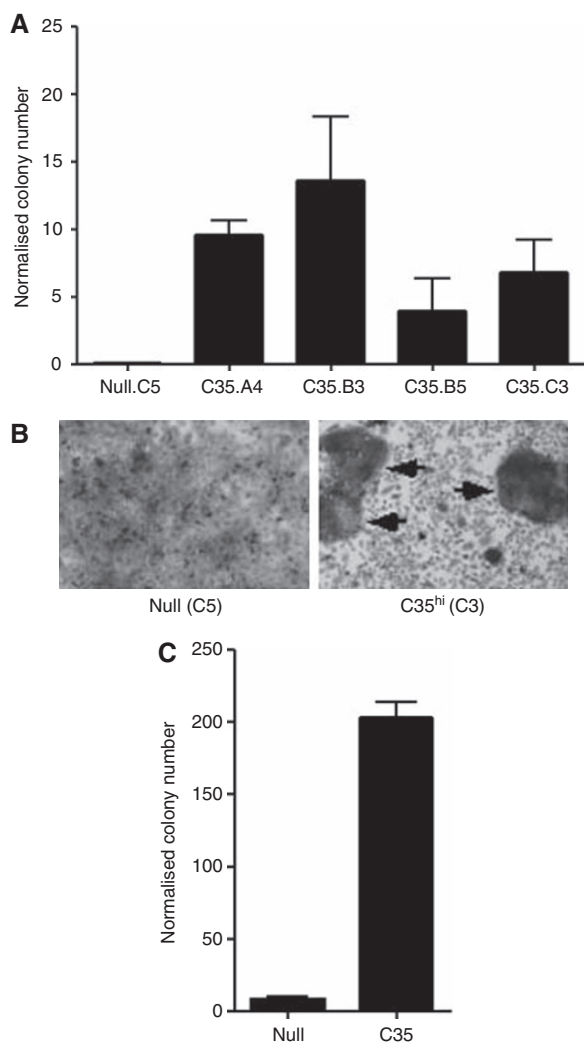 A
Normalised colony number
25
20
15
10
5
0
Null.C5 C35.A4 C35.B3 C35.B5 C35.C3
B
Null (C5) C35hi (C3)
C
Normalised colony number
250
200
150
100
50
0
Null C35